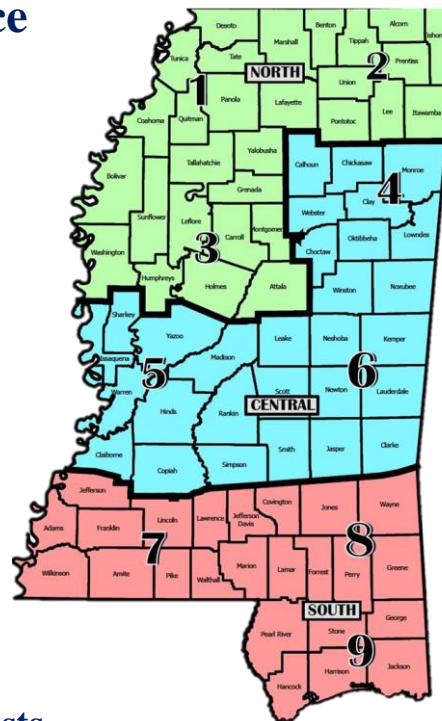 ce
Desoto
Benton
Alcorn
Marshall
Tippah
Tishom
Tunica
Tate
Prentiss
NORTH
2
1
Union
Panola
Lafayette
Quitman
Coahoma
Pontotoc
Lee
Itawamba
Yalobusha
Tallahatchie
Calhoun
Chickasaw
Monroe
Bolivar
4
Grenada
Clay
Sunflower
Leflore
Webster
Carroll
Montgomery
Oktibbeha
Lowndes
Washington
3
Choctaw
Humphreys
Holmes
Attala
Winston
Noxubee
Sharkey
Yazoo
Leake
Neshoba
Kemper
Madison
Issaquena
5
6
Warren
Scott
Newton
Lauderdale
Hinds
Rankin
CENTRAL
Claiborne
Smith
Jasper
Clarke
Copiah
Simpson
Jefferson
Covington
Wayne
Lincoln
Lawrence
Jefferson
Davis
Jones
Adams
Franklin
7
8
Marion
Lamar
Forrest
Perry
Greene
Wilkinson
Amite
Pike
Walthall
SOUTH
George
Pearl River
Stone
9
Harrison
Jackson
Hancock